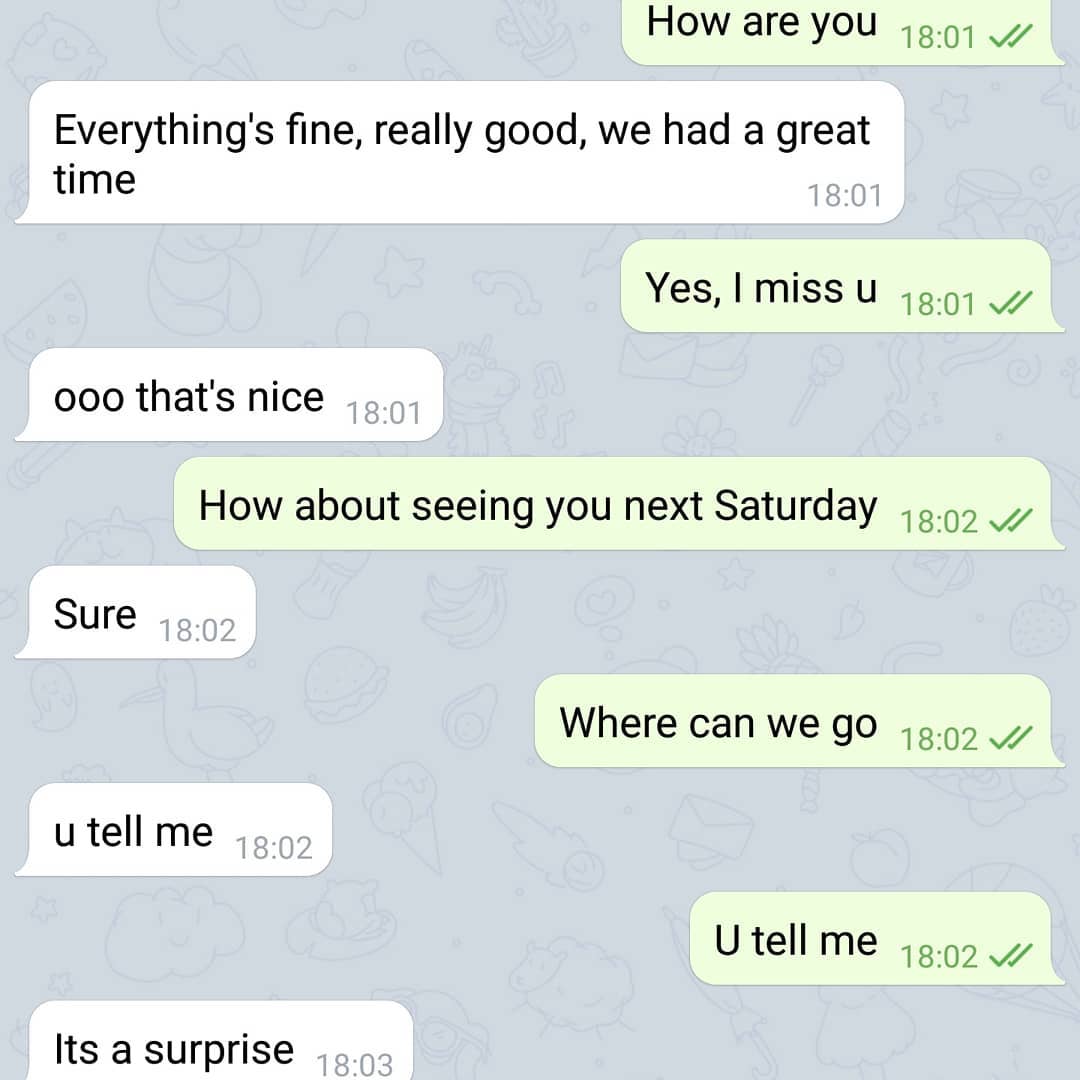 How are you 18:01
Everything's fine, really good, we had a great
time
18:01
Yes, I miss u 18:01
ooo that's nice 18:01
How about seeing you next Saturday 18:02
Sure 18:02
Where can we go 18:02
u tell me 18:02
U tell me 18:02
Its a surprise 18:03